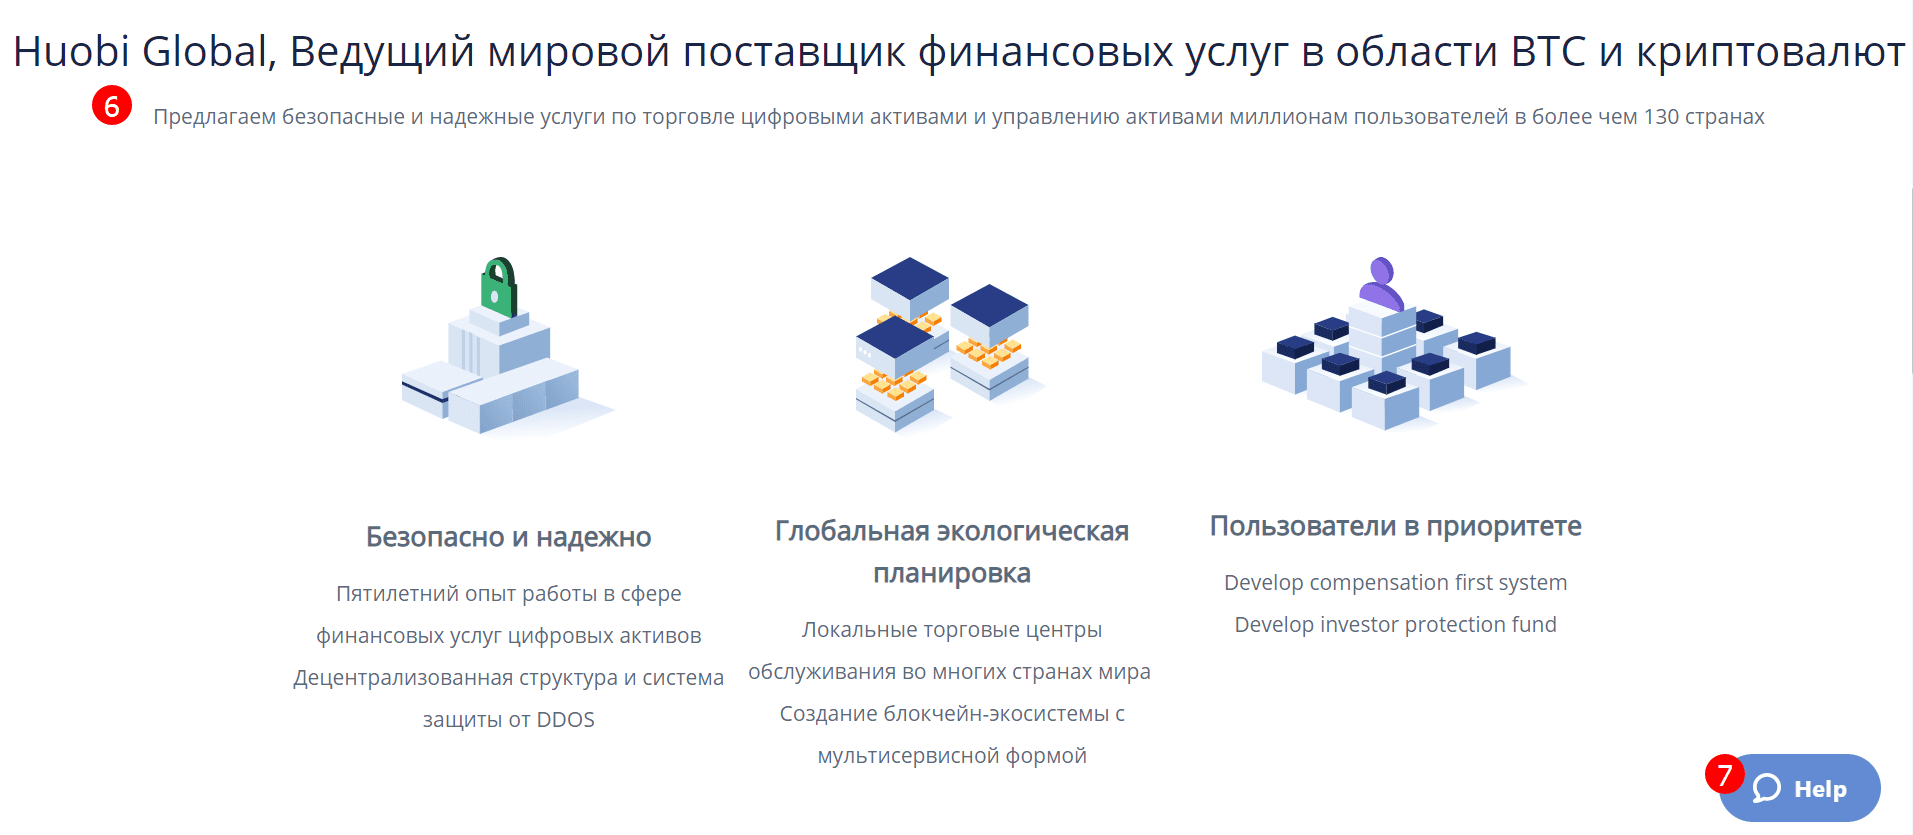 Huobi Global, Ведущий мировой поставщик финансовых услуг в области BTC и криптовалют
6
Предлагаем безопасные и надежные услуги по торговле цифровыми активами и управлению активами миллионам пользователей в более чем 130 странах
Безопасно и надежно
Пятилетний опыт работы в сфере
финансовых услуг цифровых активов
Децентрализованная структура и система
защиты от DDOS
Глобальная экологическая
планировка
Локальные торговые центры
обслуживания во многих странах мира
Создание блокчейн-экосистемы с
мультисервисной формой
Пользователи в приоритете
Develop compensation first system
Develop investor protection fund
7
Help